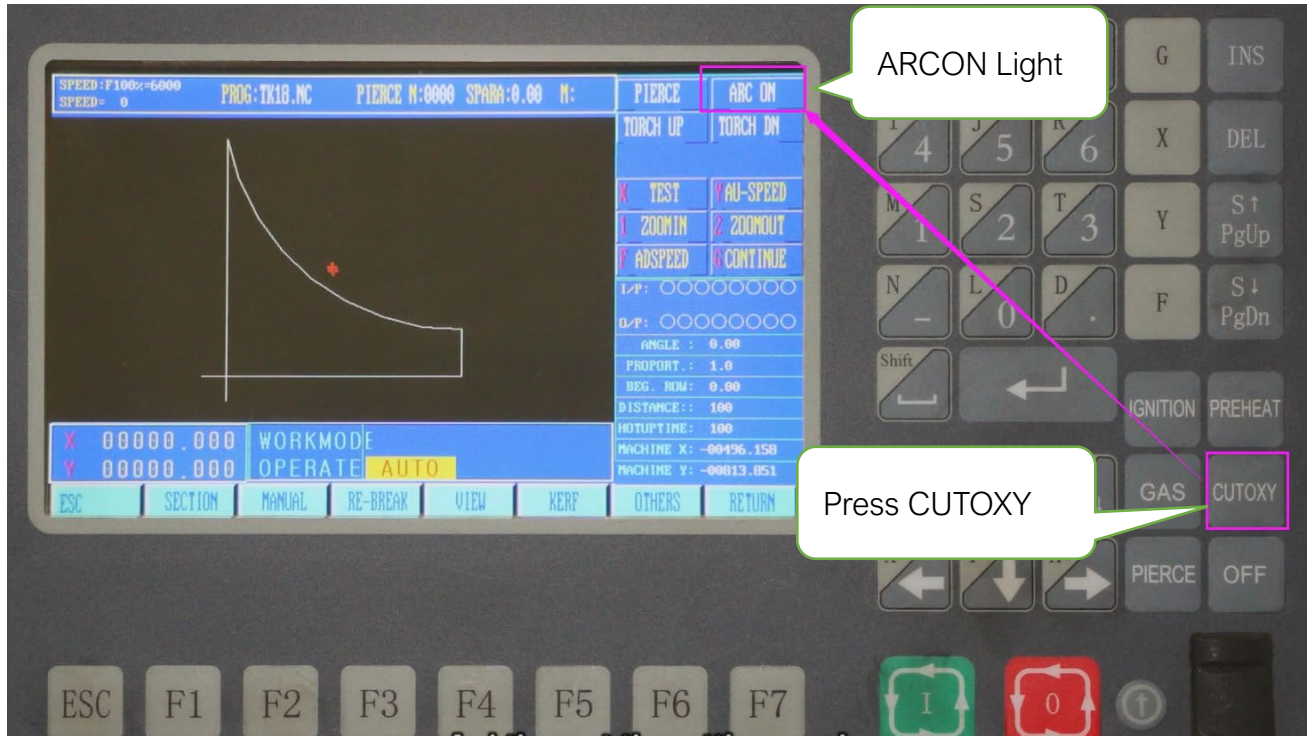 SPEED:F100%=6000
SPEED= 0
PROG:TK18.NC
PIERCE N:0000
SPARA:0.00
M:
PIERCE
ARC ON
TORCH UP
TORCH DN
X TEST
Y AU-SPEED
1 ZOOMIN
2 ZOOMOUT
F ADSPEED
G CONTINUE
I/P:
O/P:
ANGLE : 0.00
PROPORT.: 1.0
BEG. ROW: 0.00
DISTANCE:: 100
HOTUPTIME: 100
MACHINE X: -00496.158
MACHINE Y: -00813.851
X 00000.000
Y 00000.000
WORKMODE
OPERATE AUTO
ESC SECTION MANUAL RE-BREAK VIEW KERF OTHERS RETURN
ARCON Light
G INS
J K
4 5 6 X DEL
M S T
1 2 3 Y S↑
PgUp
N L D
– 0 . F S↓
PgDn
Shift
IGNITION PREHEAT
Press CUTOXY
GAS CUTOXY
PIERCE OFF
ESC F1 F2 F3 F4 F5 F6 F7
I 0